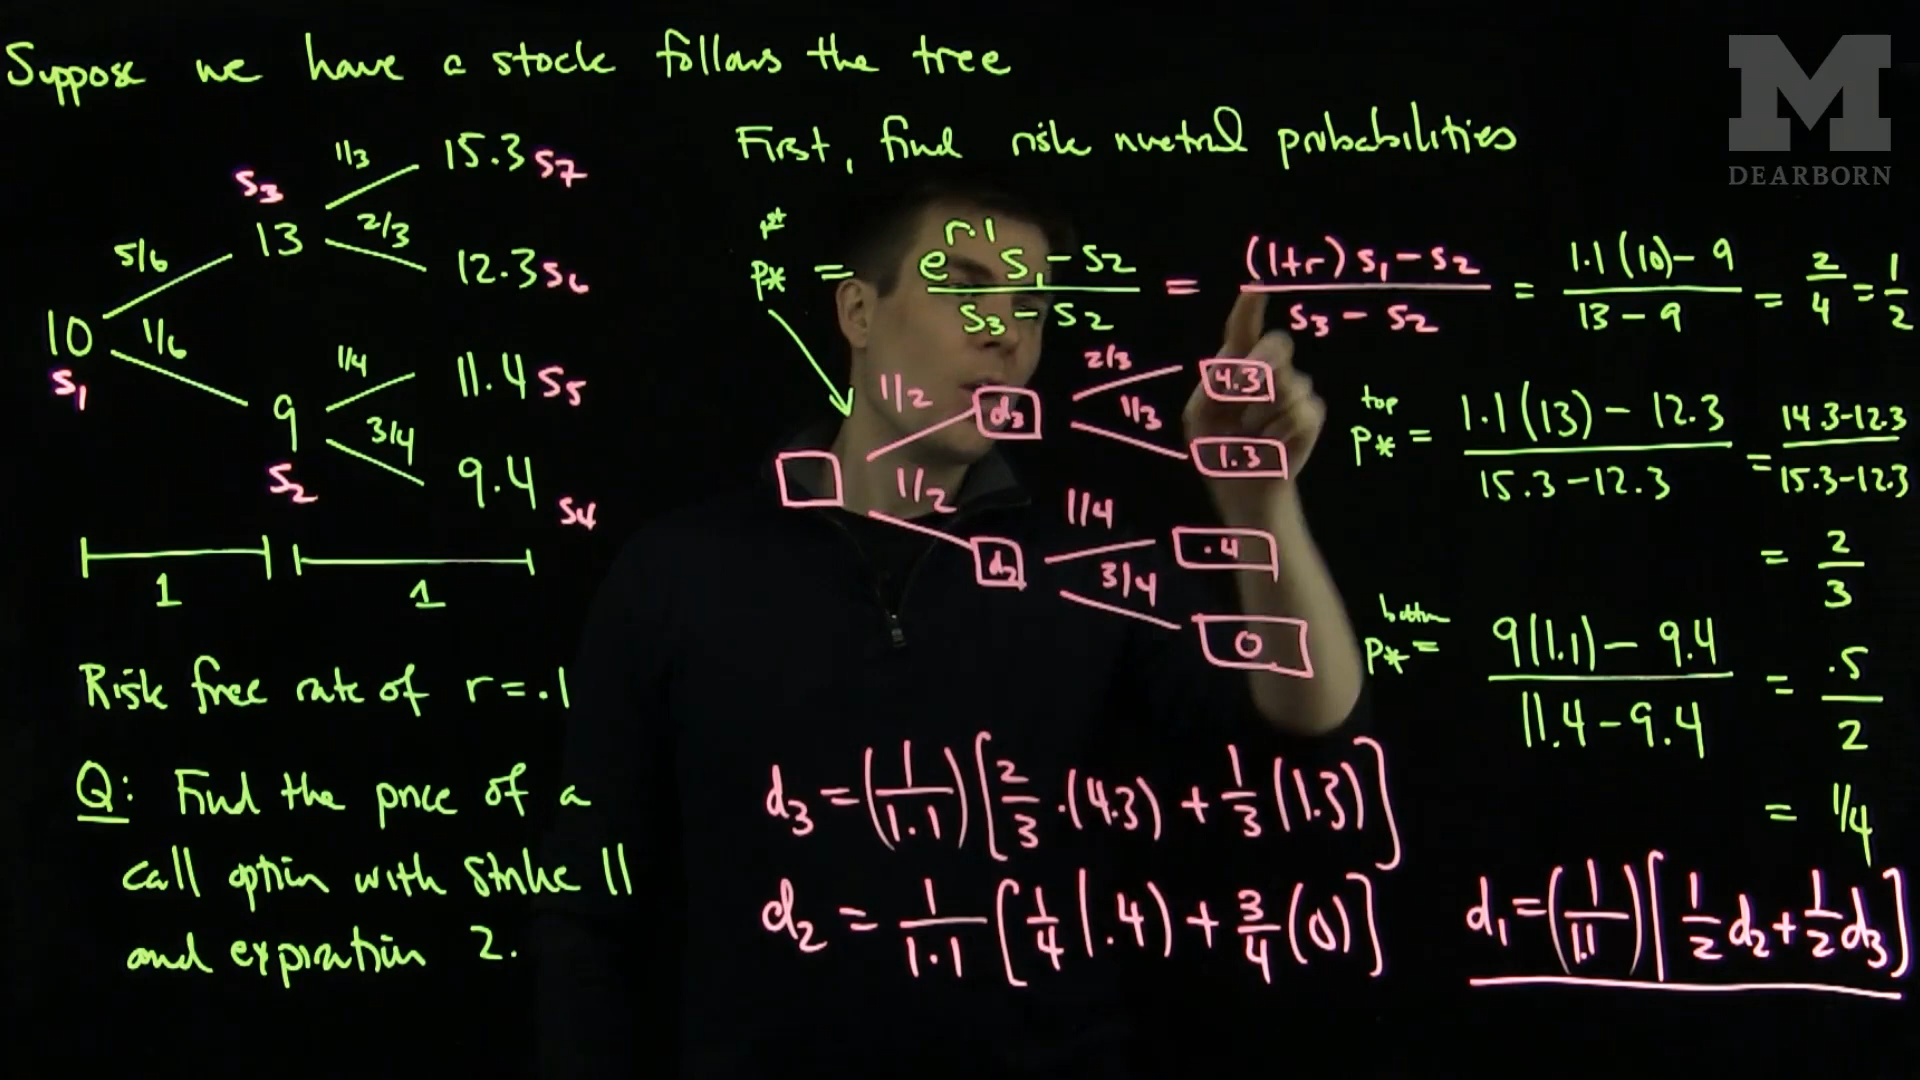 Suppose we have a stock follows the tree
M
DEARBORN
First, find risk nuetral probabilities
10 S1
5/6
1/6
S3
13
9
S2
1/3
2/3
1/4
3/4
15.3 S7
12.3 S6
11.4 S5
9.4 S4
1 1
Risk free rate of r = .1
Q: Find the price of a
call option with strike 11
and expiration 2.
1st
P* = (e^{r·1} S1 - S2)/(S3 - S2) = ((1+r) S1 - S2)/(S3 - S2) = (1.1(10) - 9)/(13 - 9) = 2/4 = 1/2
1/2
1/2
d3
d2
2/3
1/3
1/4
3/4
4.3
1.3
.4
0
top
P* = (1.1(13) - 12.3)/(15.3 - 12.3) = (14.3-12.3)/(15.3-12.3)
= 2/3
bottom
P* = (9(1.1) - 9.4)/(11.4 - 9.4) = .5/2
= 1/4
d3 = (1/1.1)[2/3 · (4.3) + 1/3 (1.3)]
d2 = 1/1.1 [1/4 (.4) + 3/4 (0)]
d1 = (1/1.1)[1/2 d2 + 1/2 d3]